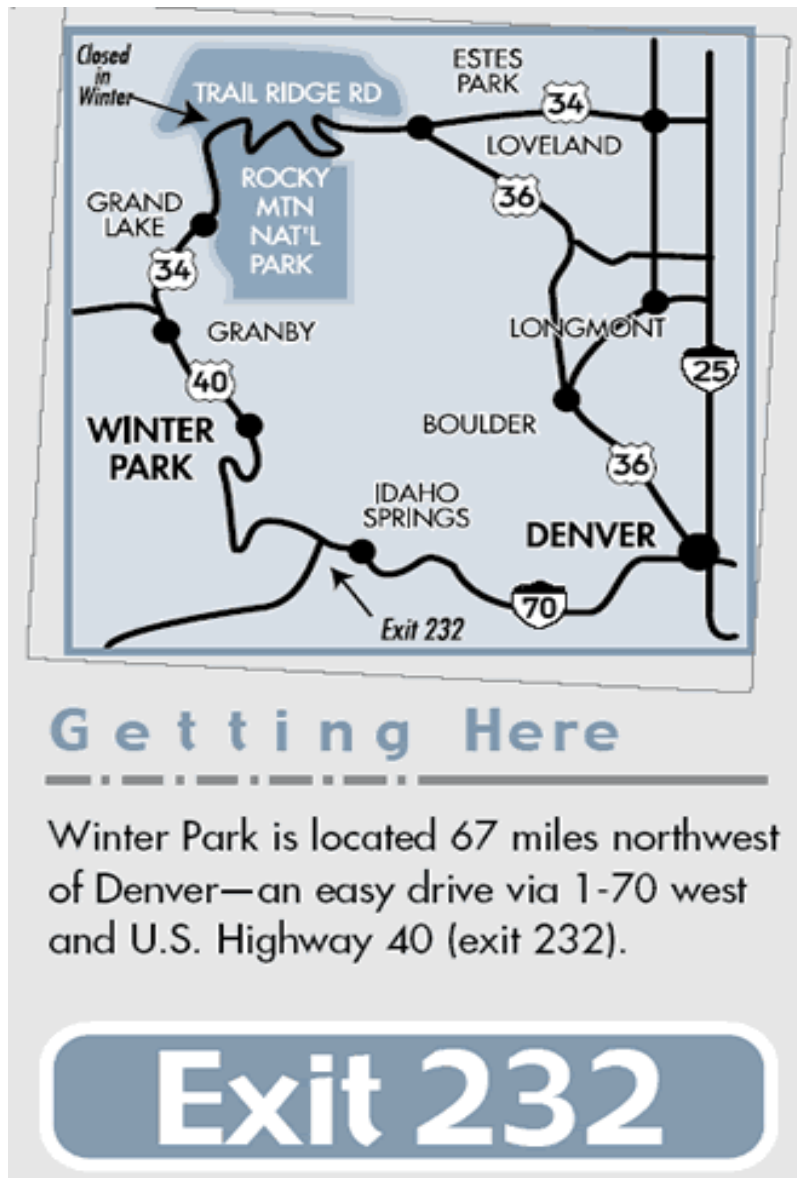 Closed
in
Winter
TRAIL RIDGE RD
ESTES
PARK
34
LOVELAND
36
ROCKY
MTN
NAT'L
PARK
GRAND
LAKE
34
GRANBY
LONGMONT
25
40
WINTER
PARK
BOULDER
36
IDAHO
SPRINGS
DENVER
70
Exit 232
Getting Here
Winter Park is located 67 miles northwest
of Denver—an easy drive via 1-70 west
and U.S. Highway 40 (exit 232).
Exit 232